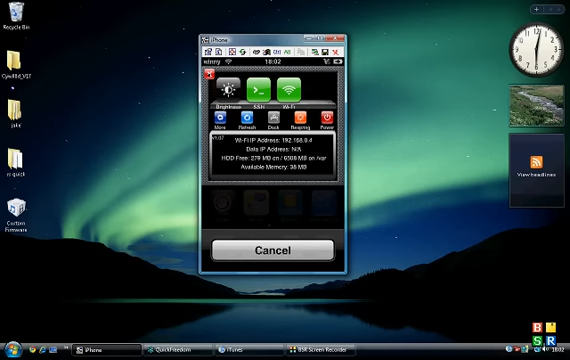 Recycle Bin
iPhone
Ctrl Alt
18:02
Brightness SSH Wi-Fi
More Refresh Dock Respring Power
Wi-Fi IP Address: 192.168.0.4
Data IP Address: N/A
Available Memory: 38 MB
Cancel
View headlines
jake
Custom
Firmware
iPhone
QuickFreedom
iTunes
BSR Screen Recorder
18:02
B
S R